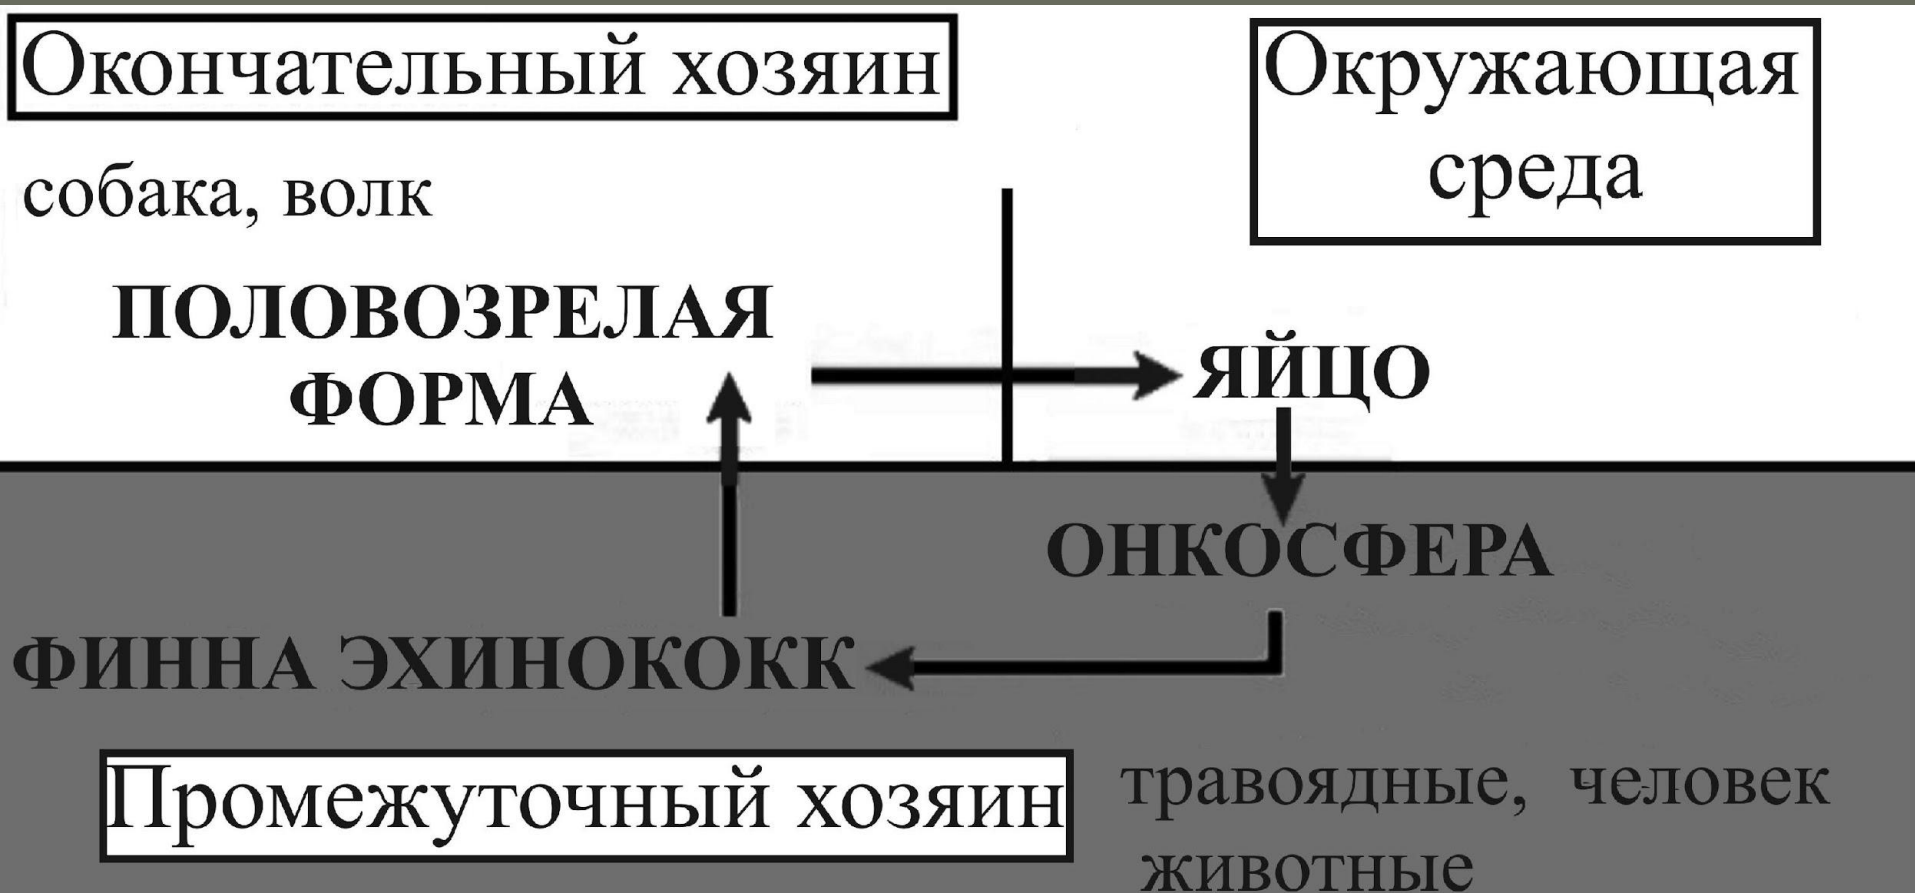 Окончательный хозяин
Окружающая
среда
собака, волк
ПОЛОВОЗРЕЛАЯ
ФОРМА
ЯЙЦО
ОНКОСФЕРА
ФИННА ЭХИНОКОКК
Промежуточный хозяин
травоядные, человек
животные